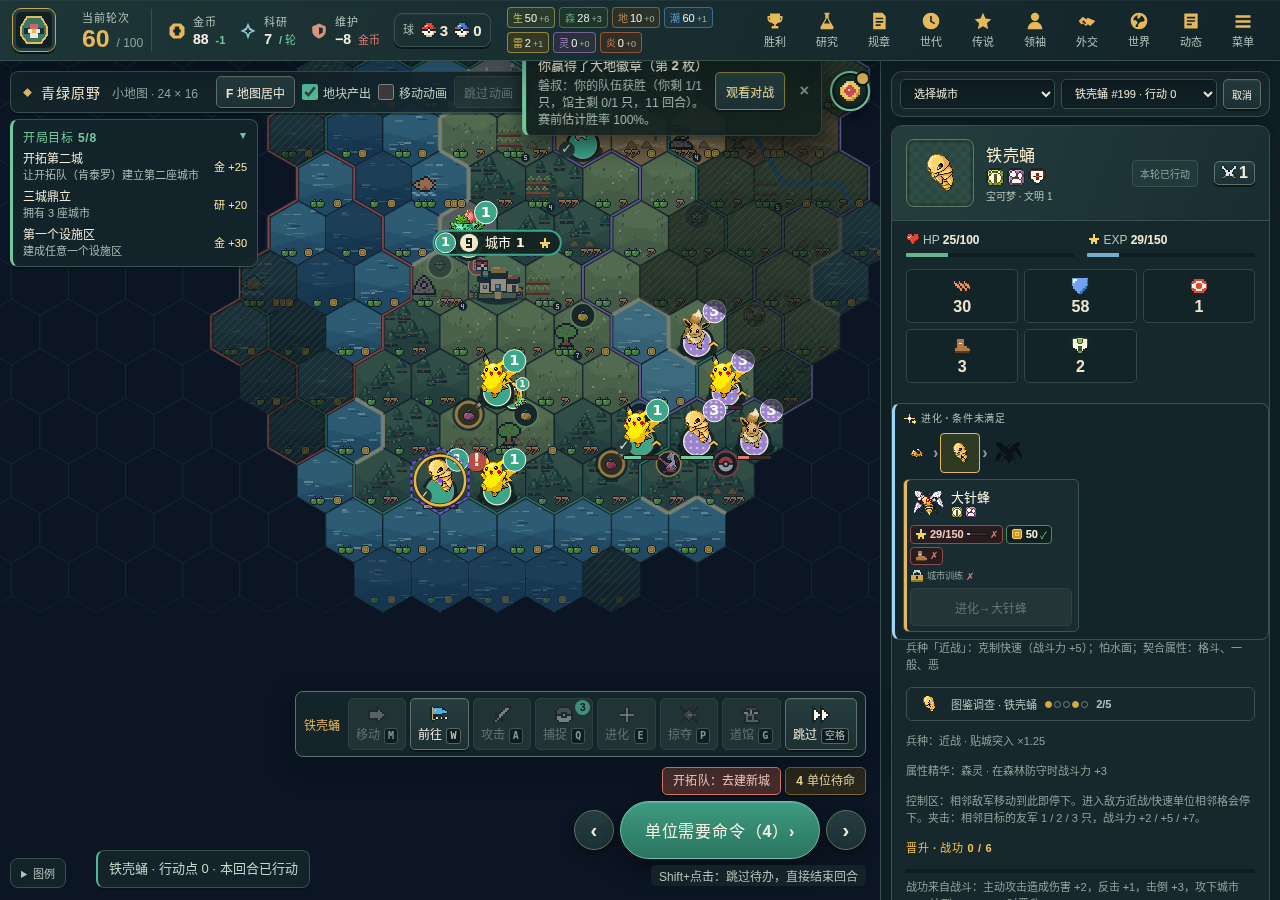 当前轮次
60 / 100
金币
88 -1
科研
7 / 轮
维护
−8 金币
球 3 0
生 50 +6
森 28 +3
地 10 +0
潮 60 +1
雷 2 +1
灵 0 +0
炎 0 +0
胜利
研究
规章
世代
传说
领袖
外交
世界
动态
菜单
青绿原野
小地图 · 24 × 16
F 地图居中
地块产出
移动动画
跳过动画
你赢得了大地徽章（第 2 枚）
磐叔：你的队伍获胜（你剩 1/1
只，馆主剩 0/1 只，11 回合）。
赛前估计胜率 100%。
观看对战
×
开局目标 5/8
开拓第二城
让开拓队（肯泰罗）建立第二座城市
金 +25
三城鼎立
拥有 3 座城市
研 +20
第一个设施区
建成任意一个设施区
金 +30
1
1 9 城市 1
选择城市
铁壳蛹 #199 · 行动 0
取消
铁壳蛹
宝可梦 · 文明 1
本轮已行动
1
HP 25/100
EXP 29/150
30
58
1
3
2
进化 · 条件未满足
大针蜂
29/150 ✗
50 ✓
✗
城市训练 ✗
进化→大针蜂
兵种「近战」：克制快速（战斗力 +5）；怕水面；契合属性：格斗、一
般、恶
图鉴调查 · 铁壳蛹
2/5
兵种：近战 · 贴城突入 ×1.25
属性精华：森灵 · 在森林防守时战斗力 +3
控制区：相邻敌军移动到此即停下。进入敌方近战/快速单位相邻格会停
下。夹击：相邻目标的友军 1 / 2 / 3 只，战斗力 +2 / +5 / +7。
晋升 · 战功 0 / 6
战功来自战斗：主动攻击造成伤害 +2，反击 +1，击倒 +3，攻下城市
铁壳蛹
移动 M
前往 W
攻击 A
3
捕捉 Q
进化 E
掠夺 P
道馆 G
跳过 空格
开拓队：去建新城
4 单位待命
‹
单位需要命令（4） ›
›
Shift+点击：跳过待办，直接结束回合
图例
铁壳蛹 · 行动点 0 · 本回合已行动